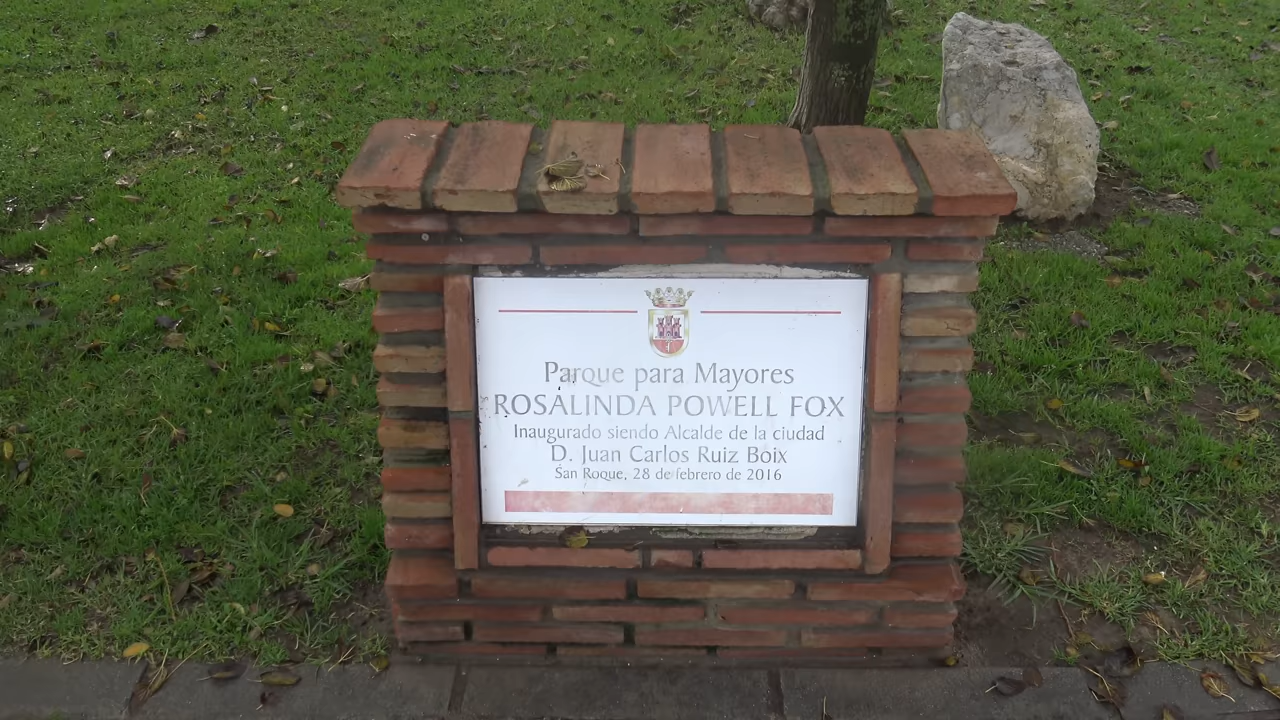 Parque para Mayores
ROSALINDA POWELL FOX
Inaugurado siendo Alcalde de la ciudad
D. Juan Carlos Ruiz Boix
San Roque, 28 de febrero de 2016